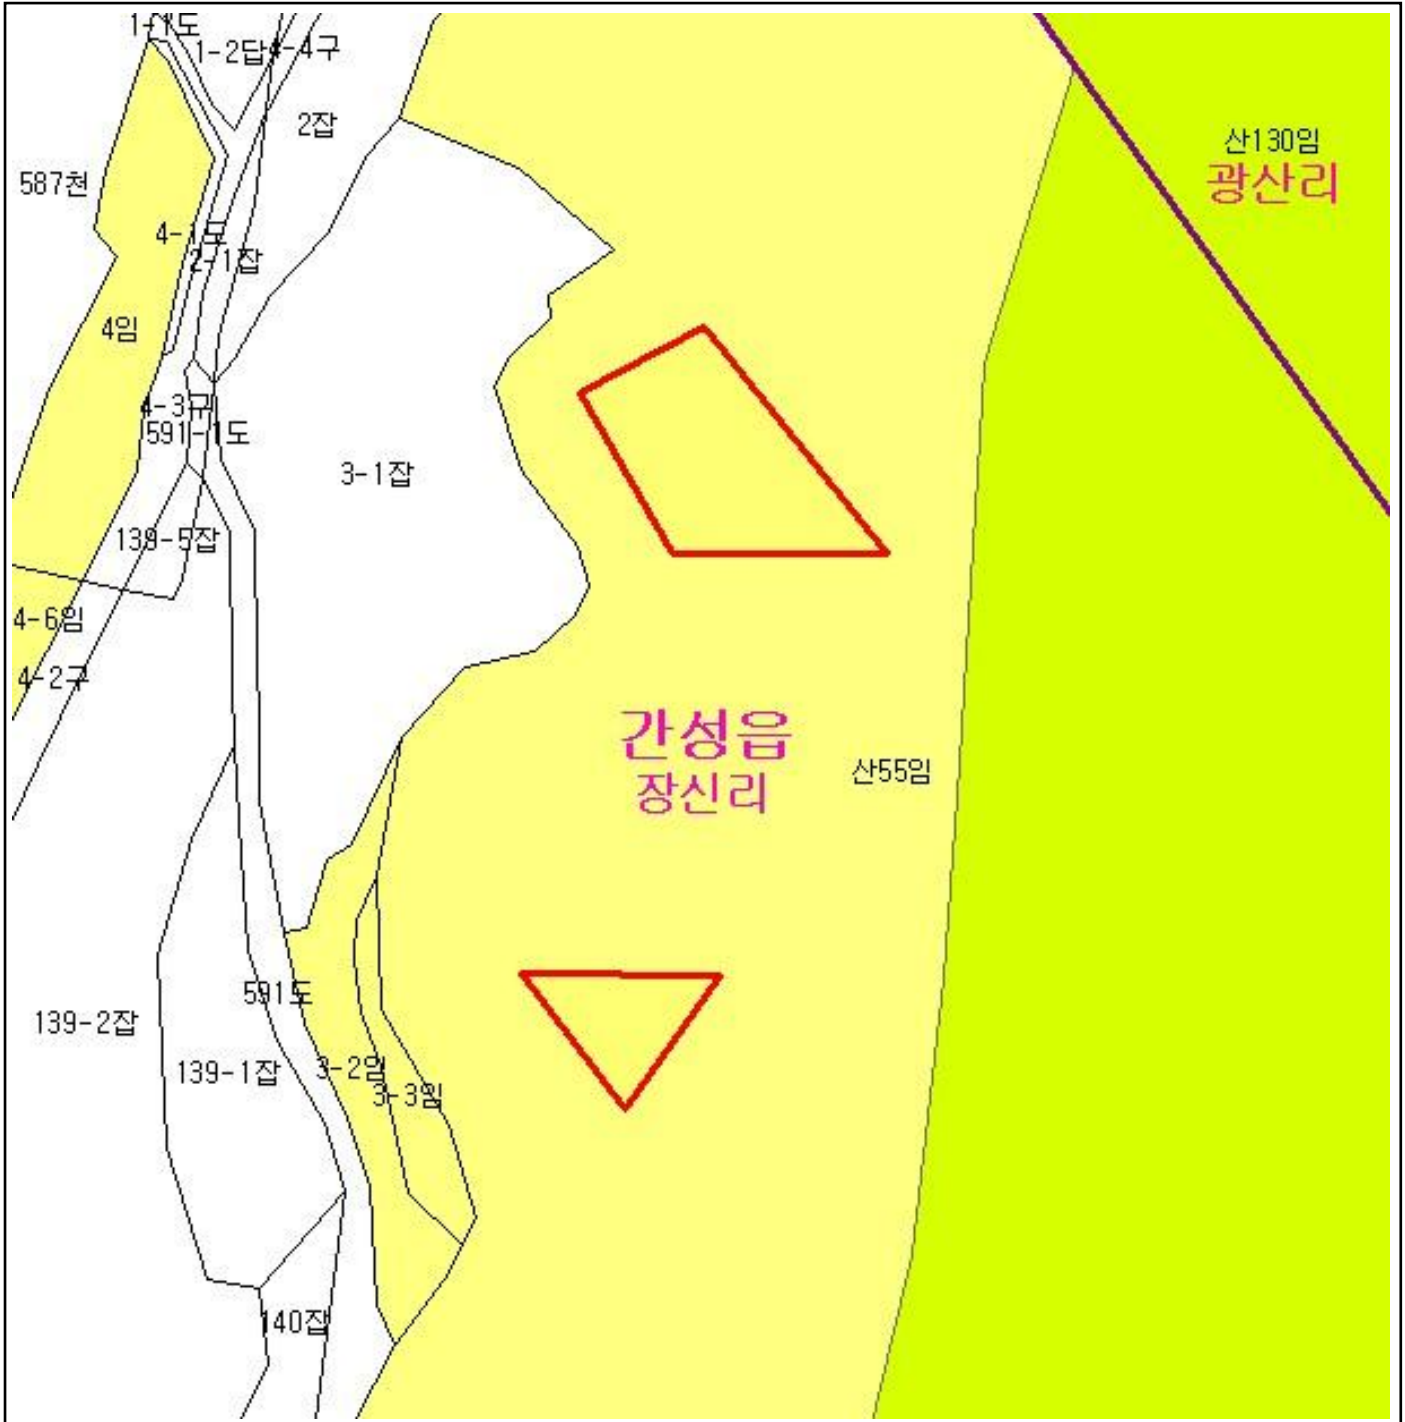 1-1도
1-2답
4-4구
2잡
산130임
광산리
587천
4-1도
2-1잡
4임
4-3구
591-1도
3-1잡
139-5잡
4-6임
4-2구
간성읍
장신리
산55임
591도
139-2잡
139-1잡
3-2임
3-3임
140잡